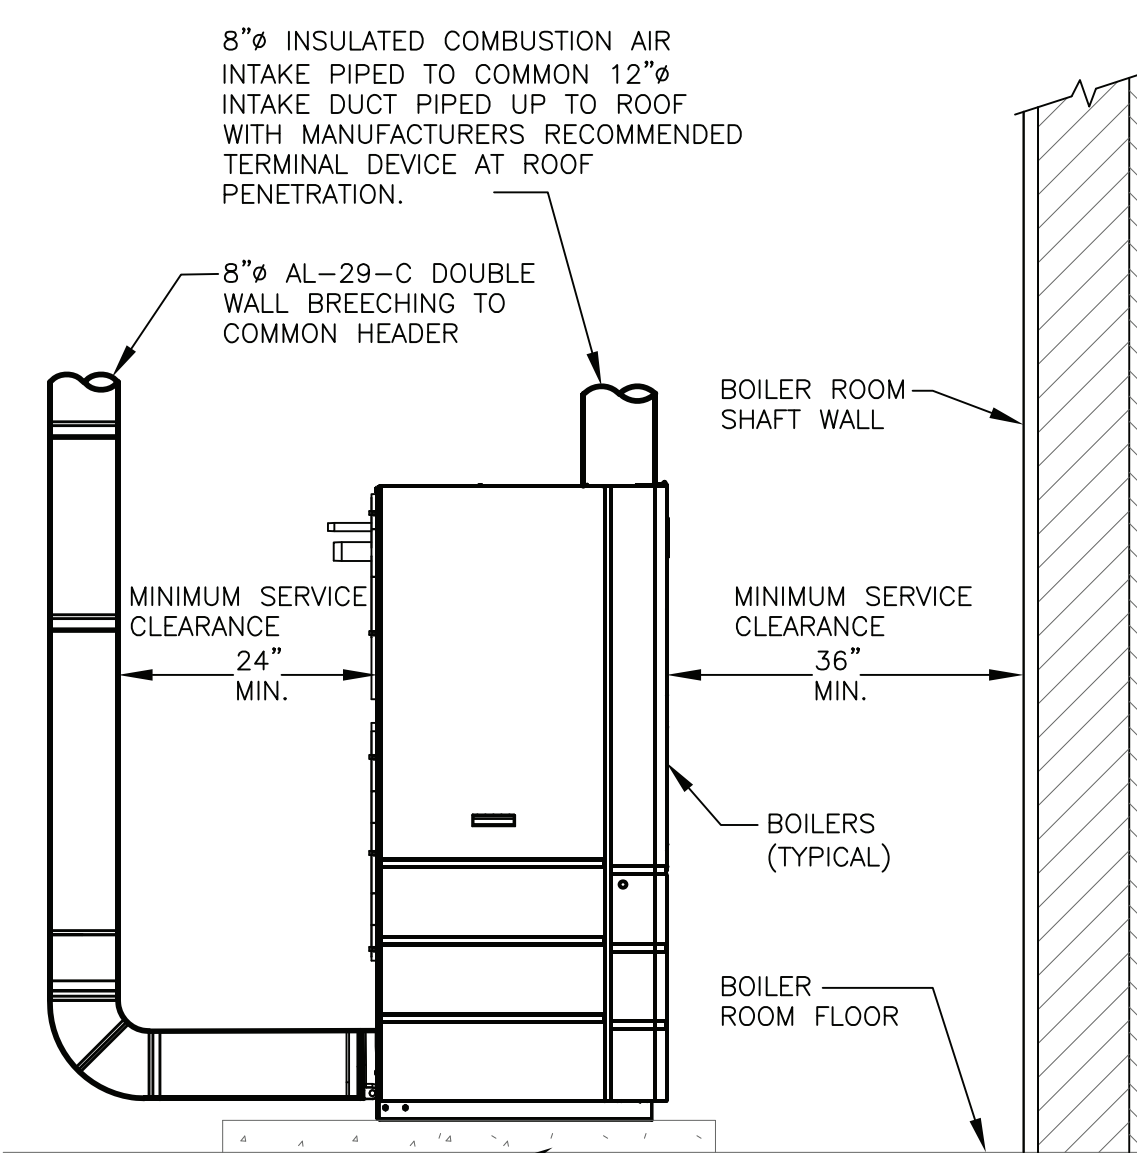 8"ø INSULATED COMBUSTION AIR
INTAKE PIPED TO COMMON 12"ø
INTAKE DUCT PIPED UP TO ROOF
WITH MANUFACTURERS RECOMMENDED
TERMINAL DEVICE AT ROOF
PENETRATION.
8"ø AL-29-C DOUBLE
WALL BREECHING TO
COMMON HEADER
BOILER ROOM
SHAFT WALL
MINIMUM SERVICE
CLEARANCE
24"
MIN.
MINIMUM SERVICE
CLEARANCE
36"
MIN.
BOILERS
(TYPICAL)
BOILER
ROOM FLOOR